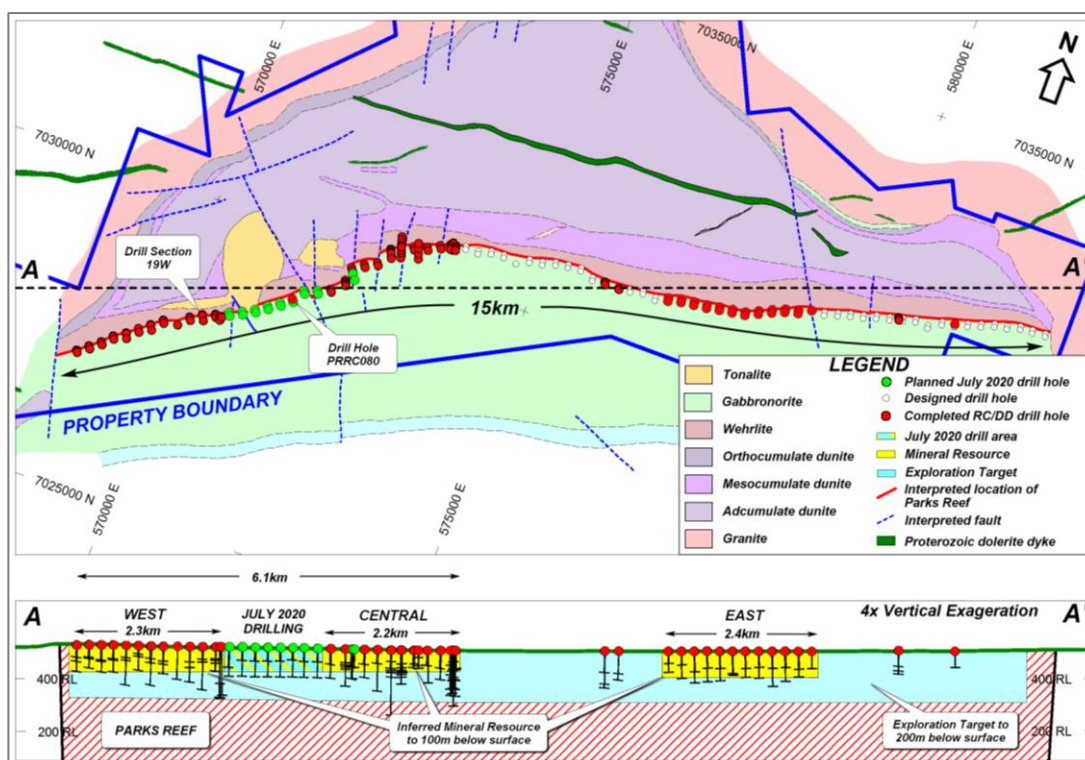 570000 E
575000 E
7035000 N
580000 E
N
7030000 N
7035000 N
Drill Section
19W
A
A'
15km
Drill Hole
PRRC080
PROPERTY BOUNDARY
7025000 N
570000 E
575000 E
LEGEND
Tonalite
Gabbronorite
Wehrlite
Orthocumulate dunite
Mesocumulate dunite
Adcumulate dunite
Granite
Planned July 2020 drill hole
Designed drill hole
Completed RC/DD drill hole
July 2020 drill area
Mineral Resource
Exploration Target
Interpreted location of
Parks Reef
Interpreted fault
Proterozoic dolerite dyke
6.1km
A
WEST
2.3km
JULY 2020
DRILLING
CENTRAL
2.2km
EAST
2.4km
4x Vertical Exageration
A'
400 RL
400 RL
200 RL
PARKS REEF
Inferred Mineral Resource
to 100m below surface
Exploration Target to
200m below surface
200 RL